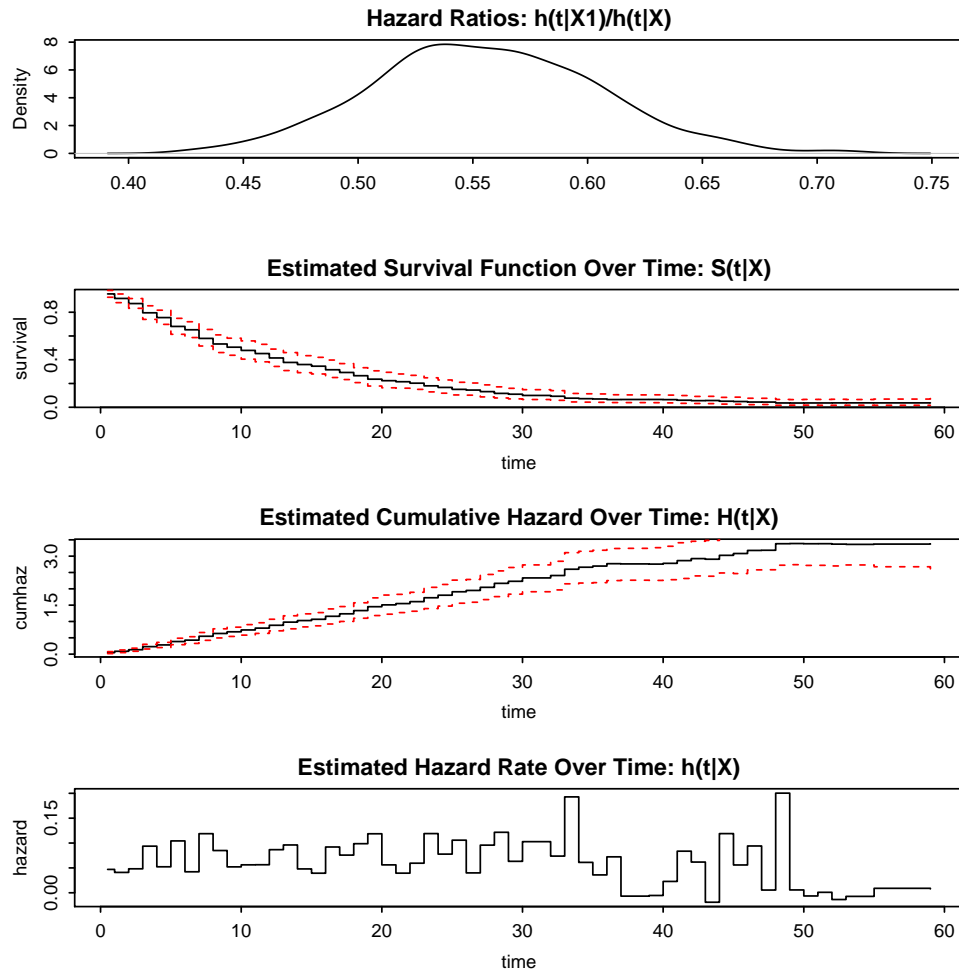 Hazard Ratios: h(t|X1)/h(t|X)
Density
0 2 4 6 8
0.40 0.45 0.50 0.55 0.60 0.65 0.70 0.75
Estimated Survival Function Over Time: S(t|X)
survival
0.0 0.4 0.8
0 10 20 30 40 50 60
time
Estimated Cumulative Hazard Over Time: H(t|X)
cumhaz
0.0 1.5 3.0
0 10 20 30 40 50 60
time
Estimated Hazard Rate Over Time: h(t|X)
hazard
0.00 0.15
0 10 20 30 40 50 60
time